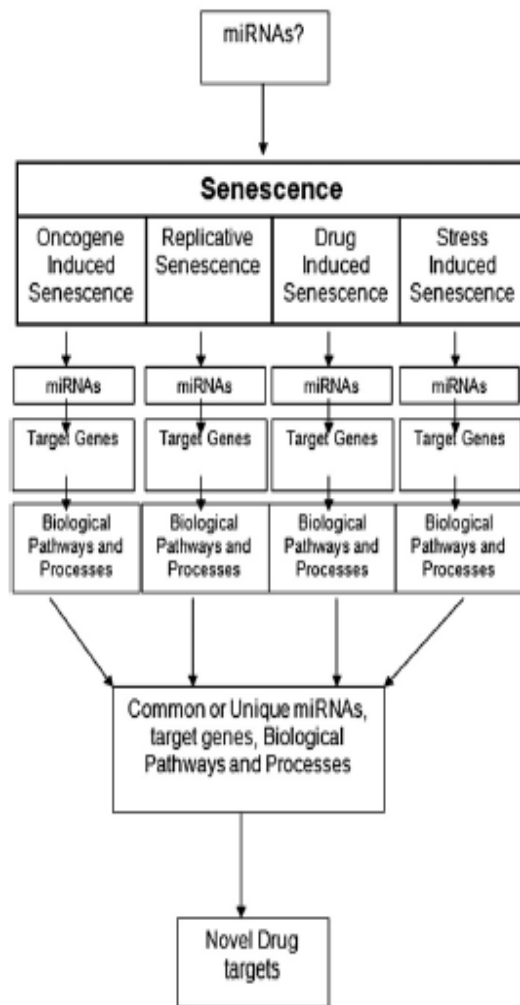 miRNAs?
Senescence
Oncogene
Induced
Senescence
Replicative
Senescence
Drug
Induced
Senescence
Stress
Induced
Senescence
miRNAs
miRNAs
miRNAs
miRNAs
Target Genes
Target Genes
Target Genes
Target Genes
Biological
Pathways and
Processes
Biological
Pathways and
Processes
Biological
Pathways and
Processes
Biological
Pathways and
Processes
Common or Unique miRNAs,
target genes, Biological
Pathways and Processes
Novel Drug
targets